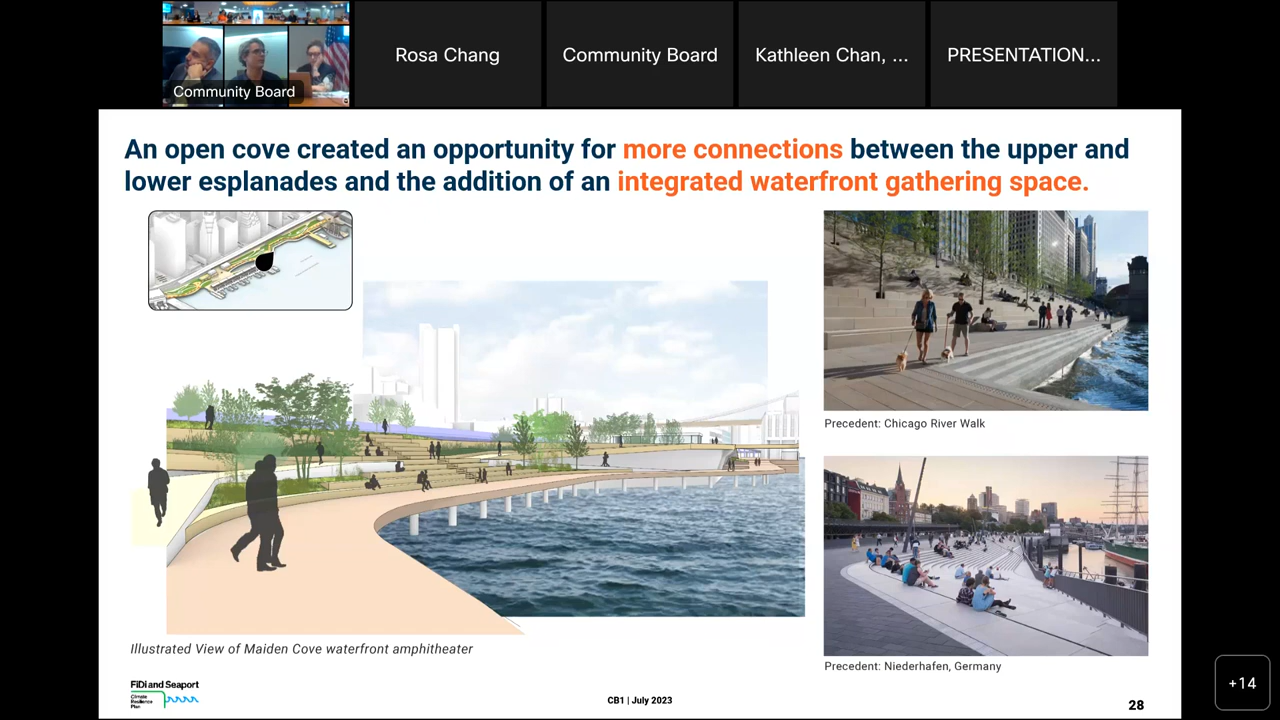 Community Board
Rosa Chang
Community Board
Kathleen Chan, ...
PRESENTATION...
An open cove created an opportunity for more connections between the upper and
lower esplanades and the addition of an integrated waterfront gathering space.
Precedent: Chicago River Walk
Illustrated View of Maiden Cove waterfront amphitheater
Precedent: Niederhafen, Germany
FiDi and Seaport
Climate
Resilience
Plan
CB1 | July 2023
28
+14